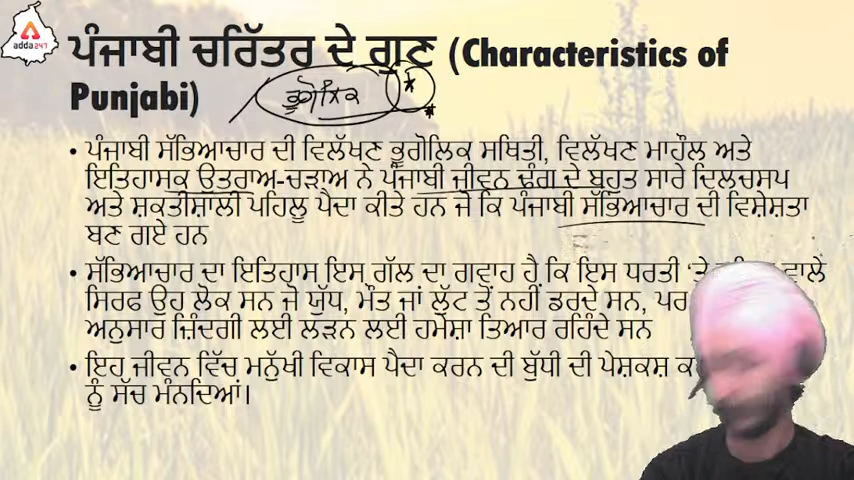 adda247
ਪੰਜਾਬੀ ਚਰਿੱਤਰ ਦੇ ਗੁਣ (Characteristics of
Punjabi)
ਭੂਗੋਲਿਕ
• ਪੰਜਾਬੀ ਸੱਭਿਆਚਾਰ ਦੀ ਵਿਲੱਖਣ ਭੂਗੋਲਿਕ ਸਥਿਤੀ, ਵਿਲੱਖਣ ਮਾਹੌਲ ਅਤੇ
ਇਤਿਹਾਸਕ ਉਤਰਾਅ-ਚੜਾਅ ਨੇ ਪੰਜਾਬੀ ਜੀਵਨ ਢੰਗ ਦੇ ਬਹੁਤ ਸਾਰੇ ਦਿਲਚਸਪ
ਅਤੇ ਸ਼ਕਤੀਸ਼ਾਲੀ ਪਹਿਲੂ ਪੈਦਾ ਕੀਤੇ ਹਨ ਜੋ ਕਿ ਪੰਜਾਬੀ ਸੱਭਿਆਚਾਰ ਦੀ ਵਿਸ਼ੇਸ਼ਤਾ
ਬਣ ਗਏ ਹਨ
• ਸੱਭਿਆਚਾਰ ਦਾ ਇਤਿਹਾਸ ਇਸ ਗੱਲ ਦਾ ਗਵਾਹ ਹੈ ਕਿ ਇਸ ਧਰਤੀ ‘ਤੇ ਵਾਲੇ
ਸਿਰਫ ਉਹ ਲੋਕ ਸਨ ਜੋ ਯੁੱਧ, ਮੌਤ ਜਾਂ ਲੁੱਟ ਤੋਂ ਨਹੀਂ ਡਰਦੇ ਸਨ, ਪਰ
ਅਨੁਸਾਰ ਜ਼ਿੰਦਗੀ ਲਈ ਲੜਨ ਲਈ ਹਮੇਸ਼ਾ ਤਿਆਰ ਰਹਿੰਦੇ ਸਨ
• ਇਹ ਜੀਵਨ ਵਿੱਚ ਮਨੁੱਖੀ ਵਿਕਾਸ ਪੈਦਾ ਕਰਨ ਦੀ ਬੁੱਧੀ ਦੀ ਪੇਸ਼ਕਸ਼
ਨੂੰ ਸੱਚ ਮੰਨਦਿਆਂ।